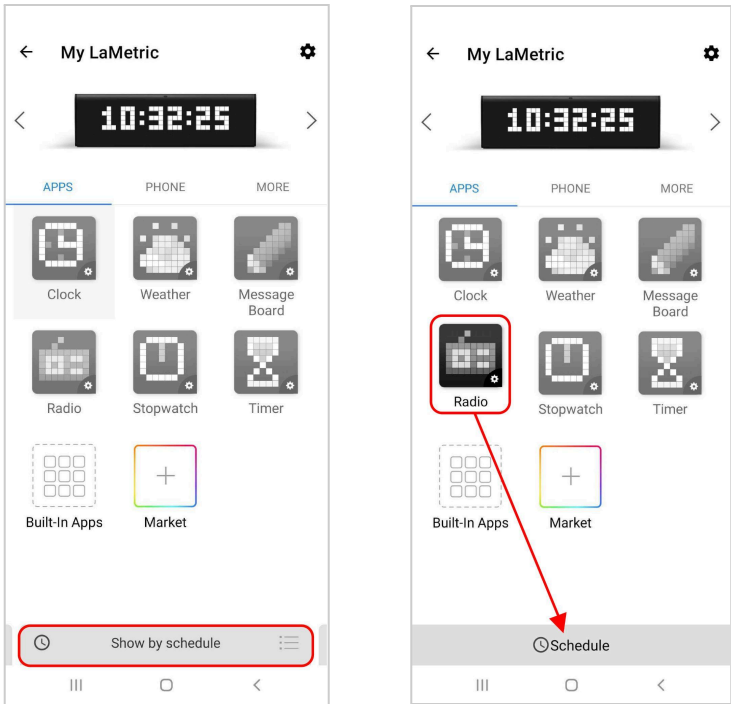 My LaMetric
10:32:25
APPS PHONE MORE
Clock Weather Message
Board
Radio Stopwatch Timer
Built-In Apps Market
Show by schedule
My LaMetric
10:32:25
APPS PHONE MORE
Clock Weather Message
Board
Radio Stopwatch Timer
Built-In Apps Market
Schedule